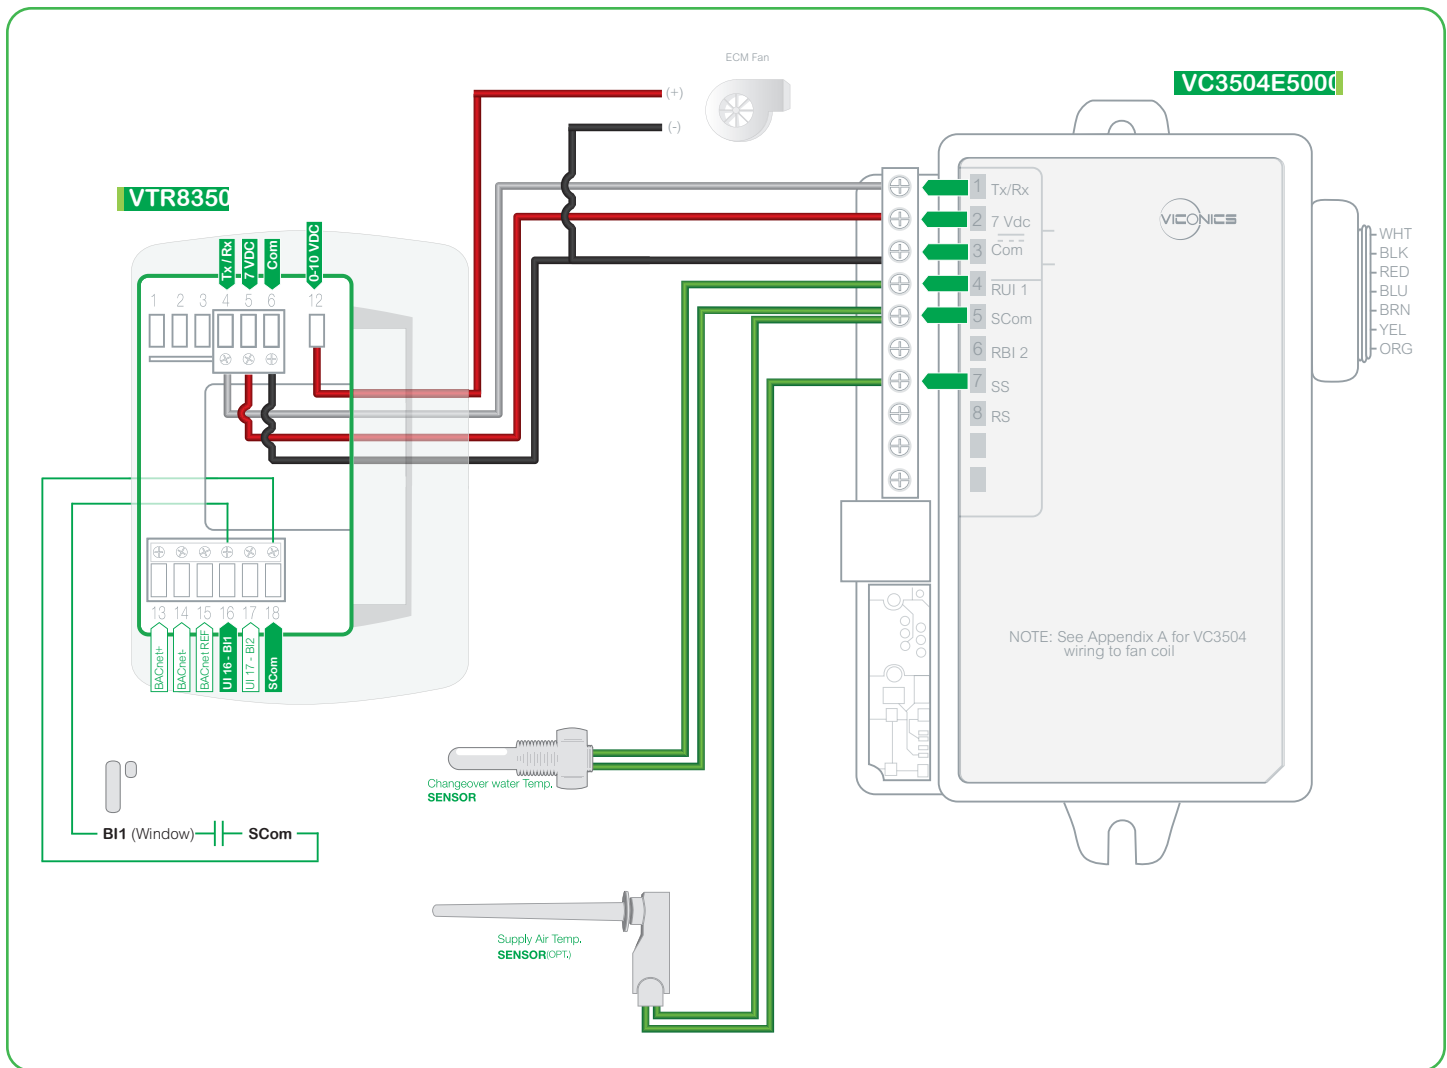 ECM Fan
(+)
(-)
VC3504E5000
VTR8350
Tx / Rx
7 VDC
Com
0-10 VDC
1 2 3 4 5 6 12
1 Tx/Rx
2 7 Vdc
3 Com
4 RUI 1
5 SCom
6 RBI 2
7 SS
8 RS
VICONICS
WHT
BLK
RED
BLU
BRN
YEL
ORG
13 14 15 16 17 18
BACnet+
BACnet-
BACnet REF
UI 16 - BI1
UI 17 - BI2
SCom
NOTE: See Appendix A for VC3504
wiring to fan coil
Changeover water Temp.
SENSOR
BI1 (Window) SCom
Supply Air Temp.
SENSOR(OPT.)